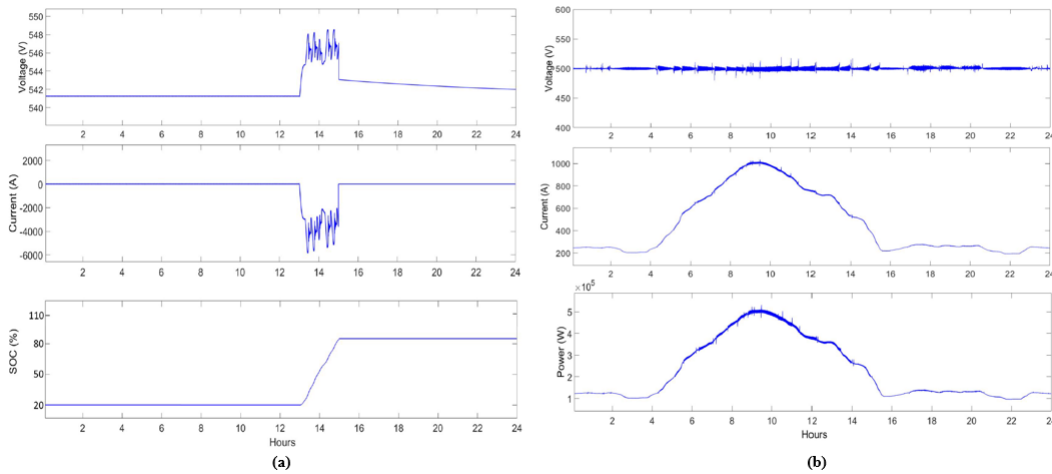 Voltage (V)
550
548
546
544
542
540
2 4 6 8 10 12 14 16 18 20 22 24
Current (A)
2000
0
-2000
-4000
-6000
2 4 6 8 10 12 14 16 18 20 22 24
SOC (%)
110
80
50
20
2 4 6 8 10 12 14 16 18 20 22 24
Hours
(a)
Voltage (V)
600
550
500
450
400
2 4 6 8 10 12 14 16 18 20 22 24
Current (A)
1000
800
600
400
200
2 4 6 8 10 12 14 16 18 20 22 24
×10⁵
Power (W)
5
4
3
2
1
2 4 6 8 10 12 14 16 18 20 22 24
Hours
(b)